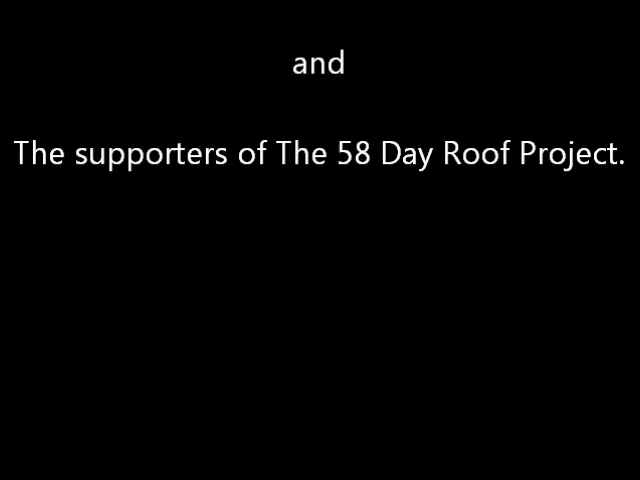 and
The supporters of The 58 Day Roof Project.